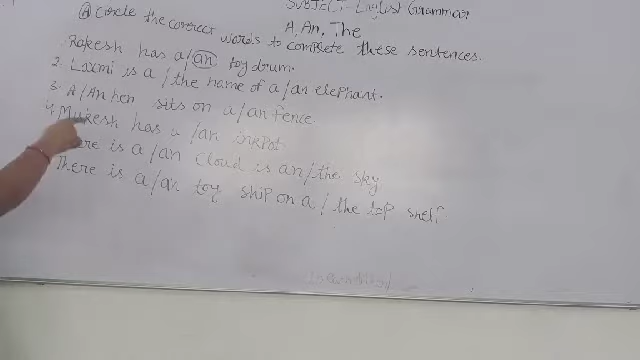 Subject - English Grammar
A, An, The
(A) Circle the correct words to complete these sentences.
Rakesh has a/an toy drum.
2. Laxmi is a / the name of a/an elephant.
3. A/An hen sits on a/an fence
4. Mukesh has a /an inkpot
is a/an cloud is an/the sky
There is a/an toy ship on a / the top shelf